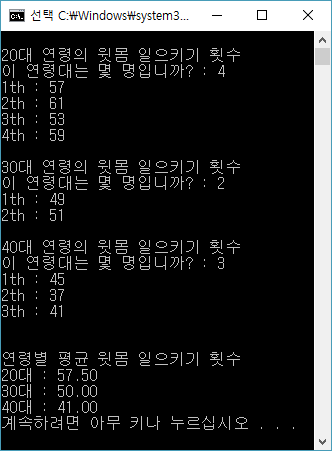 선택 C:\Windows\system3...
20대 연령의 윗몸 일으키기 횟수
이 연령대는 몇 명입니까? : 4
1th : 57
2th : 61
3th : 53
4th : 59
30대 연령의 윗몸 일으키기 횟수
이 연령대는 몇 명입니까? : 2
1th : 49
2th : 51
40대 연령의 윗몸 일으키기 횟수
이 연령대는 몇 명입니까? : 3
1th : 45
2th : 37
3th : 41
연령별 평균 윗몸 일으키기 횟수
20대 : 57.50
30대 : 50.00
40대 : 41.00
계속하려면 아무 키나 누르십시오 . . .